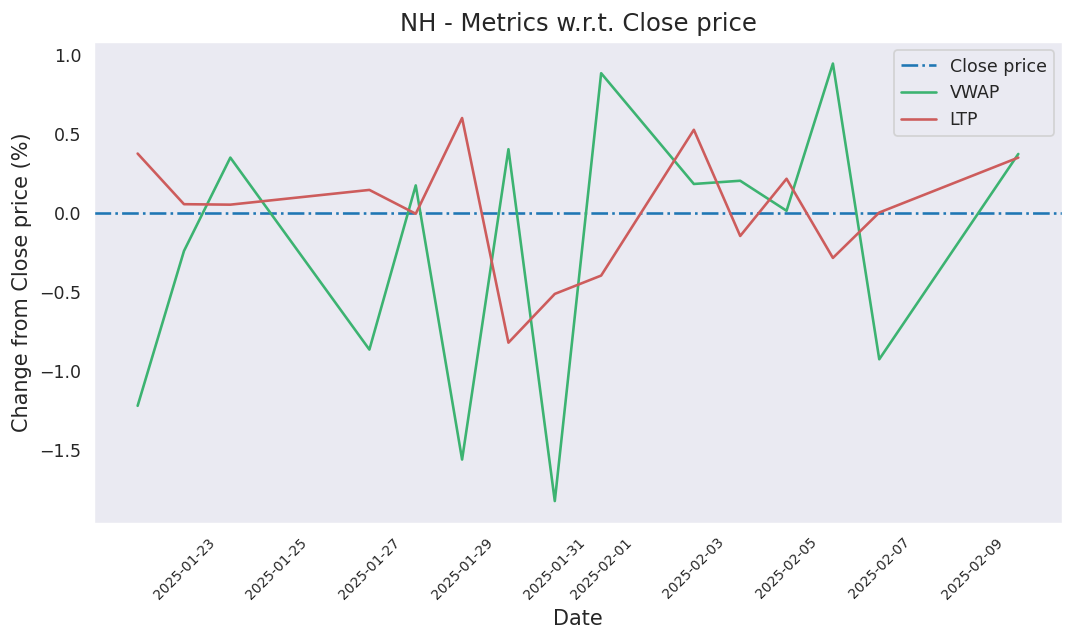 NH - Metrics w.r.t. Close price
Change from Close price (%)
1.0
0.5
0.0
−0.5
−1.0
−1.5
Close price
VWAP
LTP
2025-01-23
2025-01-25
2025-01-27
2025-01-29
2025-01-31
2025-02-01
2025-02-03
2025-02-05
2025-02-07
2025-02-09
Date